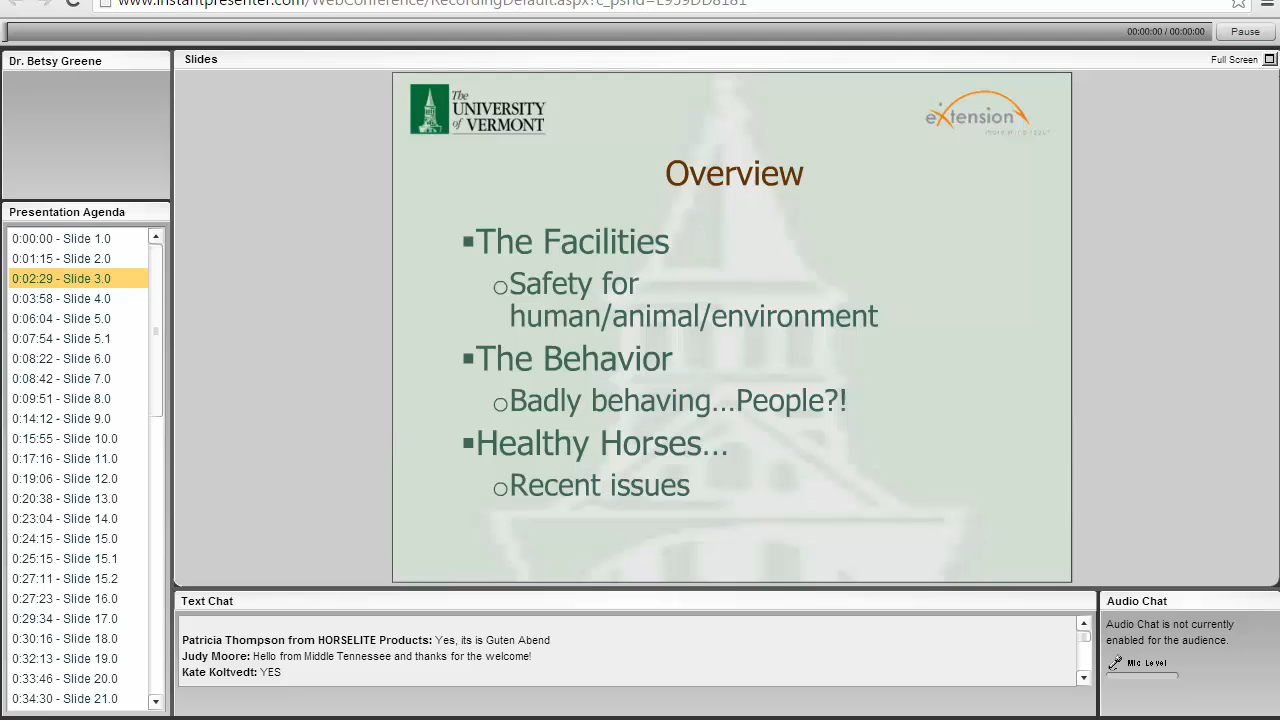 www.instantpresenter.com/WebConference/RecordingDefault.aspx?c_psrid=E959DD8181
00:00:00 / 00:00:00
Pause
Dr. Betsy Greene
Slides
Full Screen
The
UNIVERSITY
of VERMONT
eXtension
Overview
▪The Facilities
oSafety for
human/animal/environment
▪The Behavior
oBadly behaving...People?!
▪Healthy Horses...
oRecent issues
Presentation Agenda
0:00:00 - Slide 1.0
0:01:15 - Slide 2.0
0:02:29 - Slide 3.0
0:03:58 - Slide 4.0
0:06:04 - Slide 5.0
0:07:54 - Slide 5.1
0:08:22 - Slide 6.0
0:08:42 - Slide 7.0
0:09:51 - Slide 8.0
0:14:12 - Slide 9.0
0:15:55 - Slide 10.0
0:17:16 - Slide 11.0
0:19:06 - Slide 12.0
0:20:38 - Slide 13.0
0:23:04 - Slide 14.0
0:24:15 - Slide 15.0
0:25:15 - Slide 15.1
0:27:11 - Slide 15.2
0:27:23 - Slide 16.0
0:29:34 - Slide 17.0
0:30:16 - Slide 18.0
0:32:13 - Slide 19.0
0:33:46 - Slide 20.0
0:34:30 - Slide 21.0
Text Chat
Patricia Thompson from HORSELITE Products: Yes, its is Guten Abend
Judy Moore: Hello from Middle Tennessee and thanks for the welcome!
Kate Koltvedt: YES
Audio Chat
Audio Chat is not currently
enabled for the audience.
Mic Level